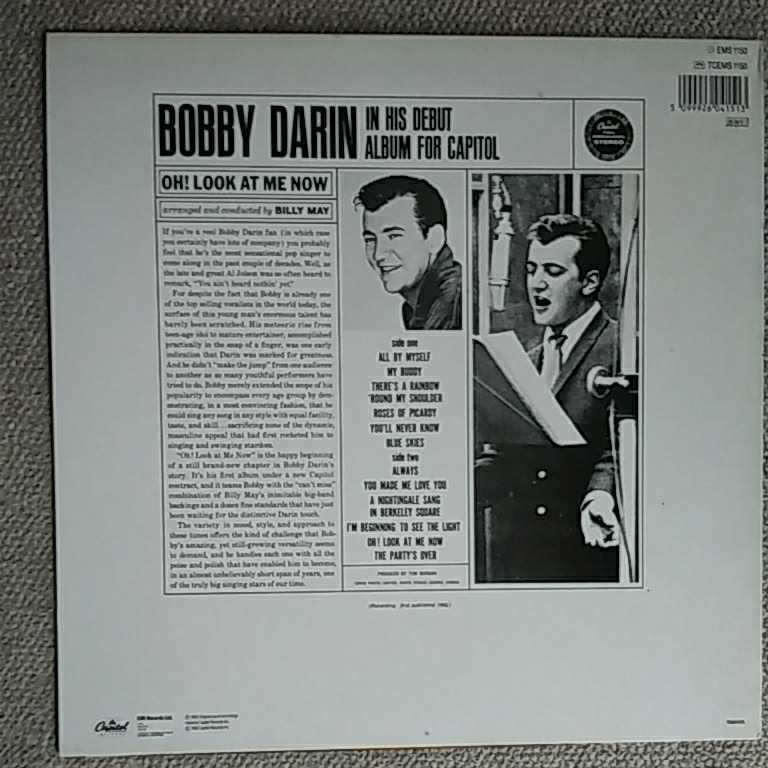 EMS 1150
TCEMS 1150
5 099926 041513
BOBBY DARIN
IN HIS DEBUT
ALBUM FOR CAPITOL
Capitol
STEREO
OH! LOOK AT ME NOW
arranged and conducted by BILLY MAY
If you're a real Bobby Darin fan (in which case
you certainly have lots of company) you probably
feel that he's the most sensational pop singer to
come along in the past couple of decades. Well, as
the late and great Al Jolson was so often heard to
remark, "You ain't heard nothin' yet."
For despite the fact that Bobby is already one
of the top selling vocalists in the world today, the
surface of this young man's enormous talent has
barely been scratched. His meteoric rise from
teen-age idol to mature entertainer, accomplished
practically in the snap of a finger, was one early
indication that Darin was marked for greatness.
And he didn't "make the jump" from one audience
to another as so many youthful performers have
tried to do. Bobby merely extended the scope of his
popularity to encompass every age group by dem-
onstrating, in a most convincing fashion, that he
could sing any song in any style with equal facility,
taste, and skill...sacrificing none of the dynamic,
masculine appeal that had first rocketed him to
singing and swinging stardom.
"Oh! Look at Me Now" is the happy beginning
of a still brand-new chapter in Bobby Darin's
story. It's his first album under a new Capitol
contract, and it teams Bobby with the "can't miss"
combination of Billy May's inimitable big-band
backings and a dozen fine standards that have just
been waiting for the distinctive Darin touch.
The variety in mood, style, and approach to
these tunes offers the kind of challenge that Bob-
by's amazing, yet still-growing versatility seems
to demand, and he handles each one with all the
poise and polish that have enabled him to become,
in an almost unbelievably short span of years, one
of the truly big singing stars of our time.
side one
ALL BY MYSELF
MY BUDDY
THERE'S A RAINBOW
'ROUND MY SHOULDER
ROSES OF PICARDY
YOU'LL NEVER KNOW
BLUE SKIES
side two
ALWAYS
YOU MADE ME LOVE YOU
A NIGHTINGALE SANG
IN BERKELEY SQUARE
I'M BEGINNING TO SEE THE LIGHT
OH! LOOK AT ME NOW
THE PARTY'S OVER
PRODUCED BY TOM MORGAN
(Recording first published 1962)
Capitol
EMI Records Ltd.